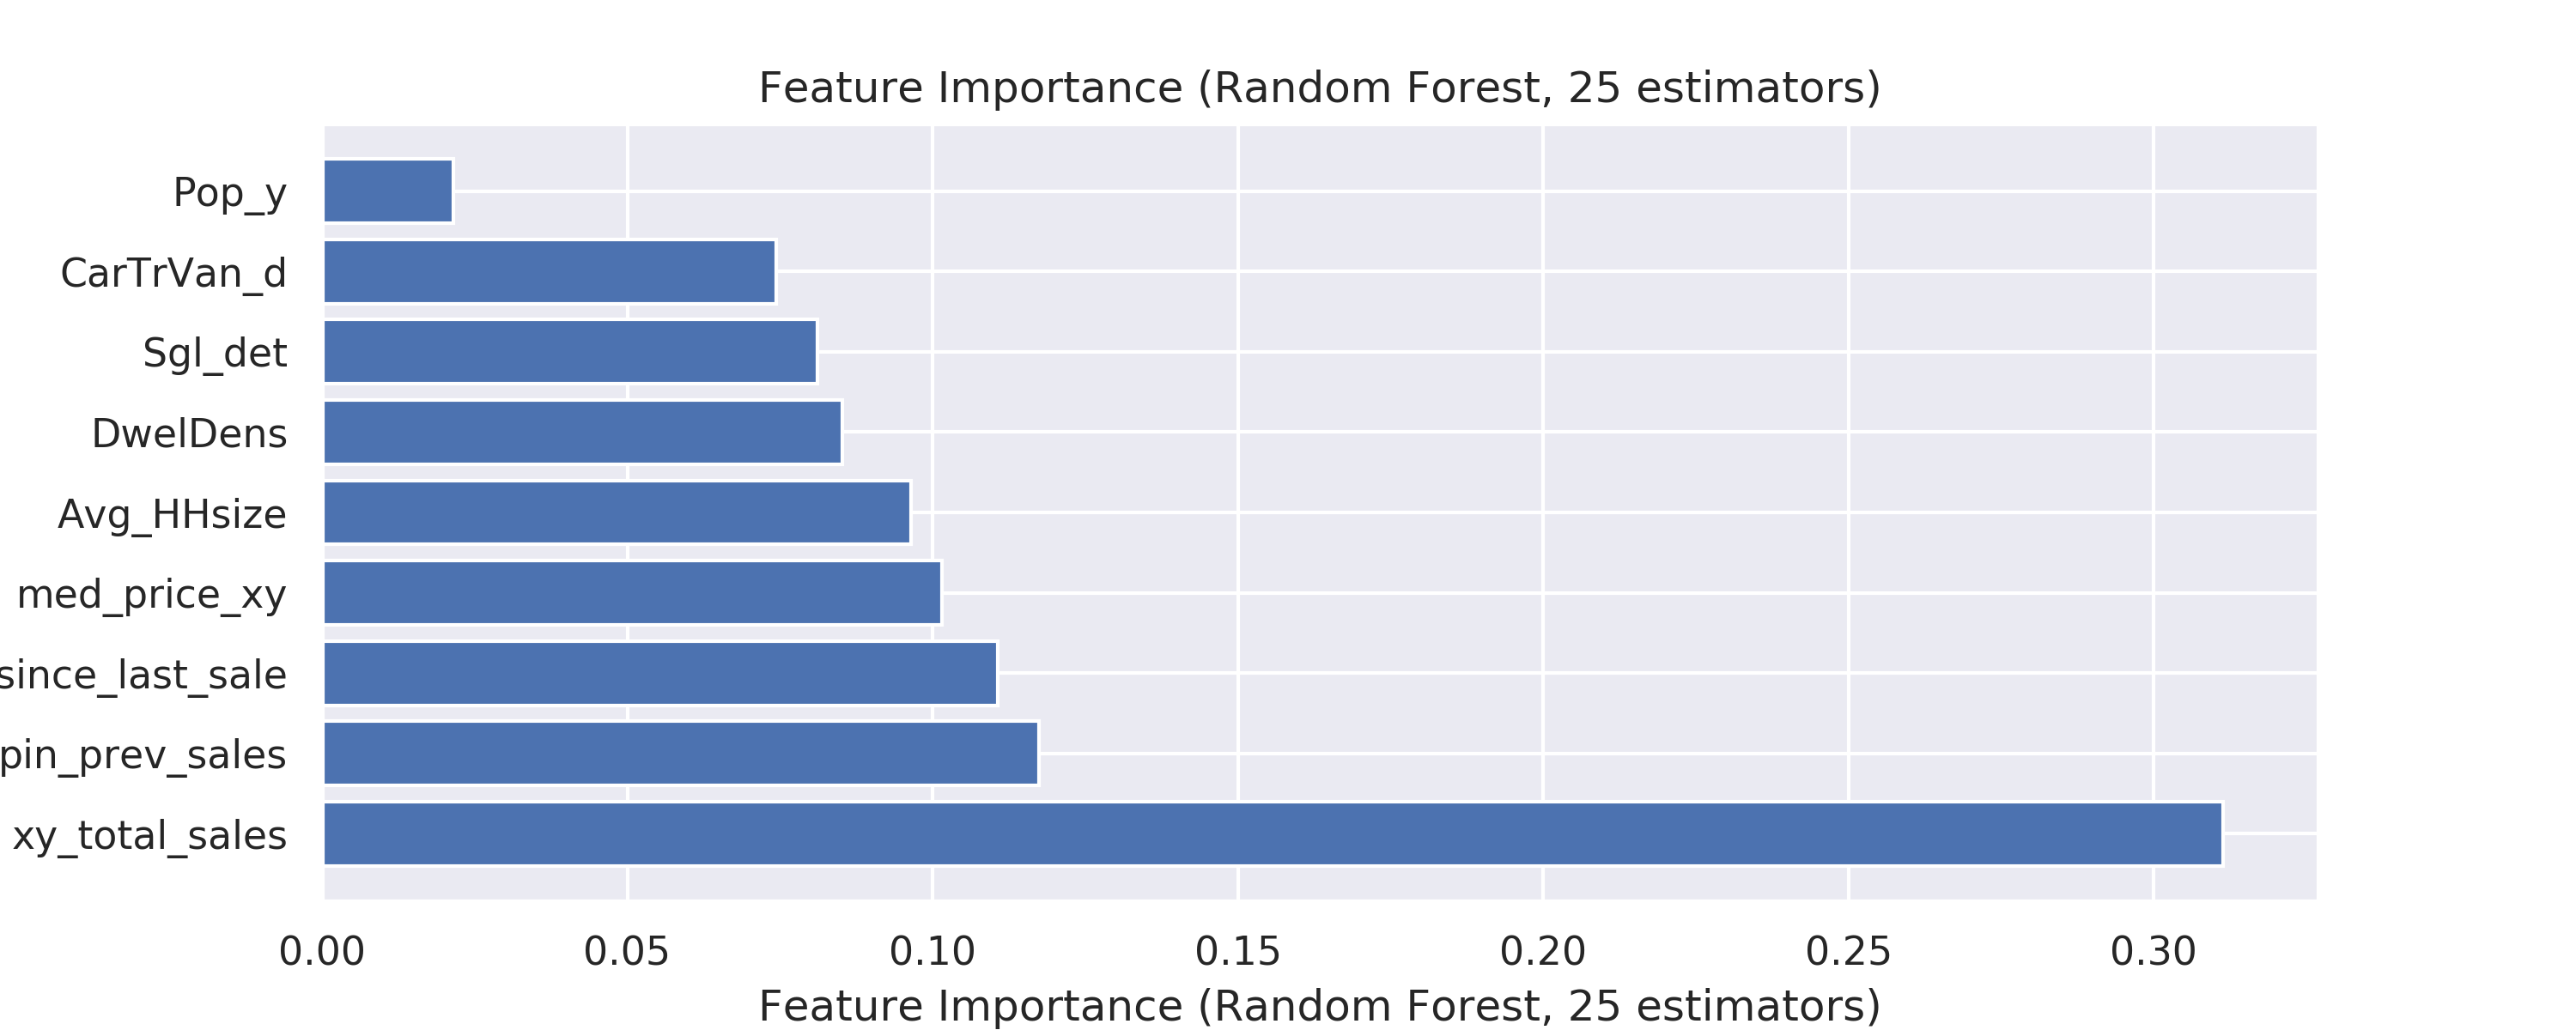 Feature Importance (Random Forest, 25 estimators)
Pop_y
CarTrVan_d
Sgl_det
DwelDens
Avg_HHsize
med_price_xy
since_last_sale
pin_prev_sales
xy_total_sales
0.00 0.05 0.10 0.15 0.20 0.25 0.30
Feature Importance (Random Forest, 25 estimators)